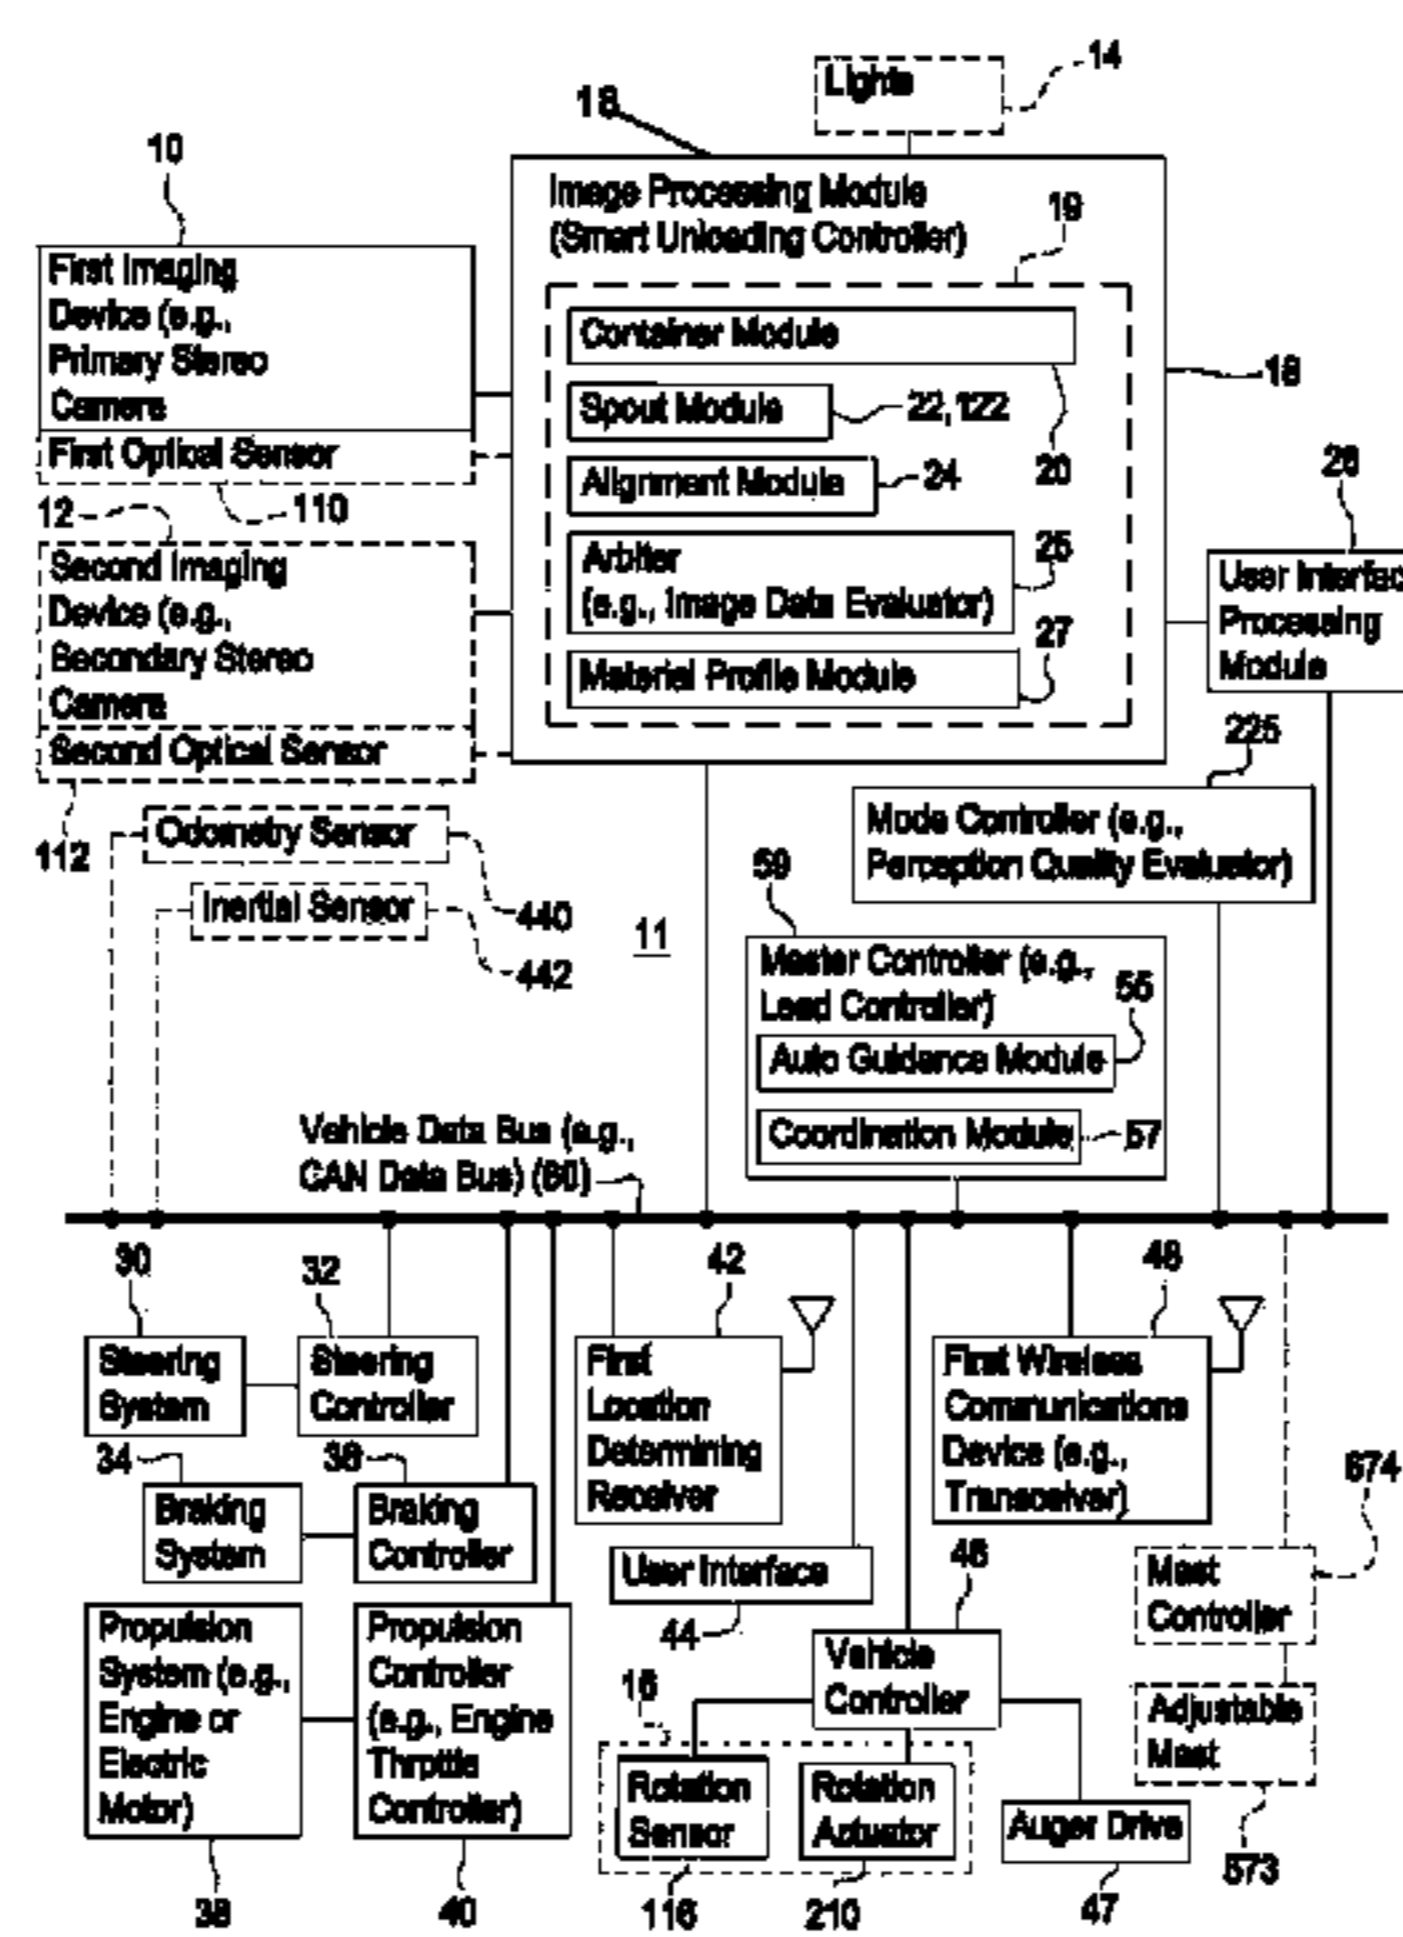 Lights
14
18
10
Image Processing Module
(Smart Unloading Controller)
19
First Imaging
Device (e.g.,
Primary Stereo
Camera
First Optical Sensor
110
Container Module
18
Spout Module
22, 122
20
Alignment Module
24
26
12
Second Imaging
Device (e.g.,
Secondary Stereo
Camera
Second Optical Sensor
112
Arbiter
(e.g., Image Data Evaluator)
25
Material Profile Module
27
User Interfac
Processing
Module
225
Odometry Sensor
440
Inertial Sensor
442
11
Mode Controller (e.g.,
Perception Quality Evaluator)
59
Master Controller (e.g.,
Lead Controller)
55
Auto Guidance Module
Coordination Module
57
Vehicle Data Bus (e.g.,
CAN Data Bus) (60)
30
32
42
48
Steering
System
Steering
Controller
First
Location
Determining
Receiver
First Wireless
Communications
Device (e.g.,
Transceiver)
34
36
674
Braking
System
Braking
Controller
User Interface
44
46
Mast
Controller
Propulsion
System (e.g.,
Engine or
Electric
Motor)
Propulsion
Controller
(e.g., Engine
Throttle
Controller)
Vehicle
Controller
16
Adjustable
Mast
Rotation
Sensor
Rotation
Actuator
Auger Drive
573
38
40
116
210
47